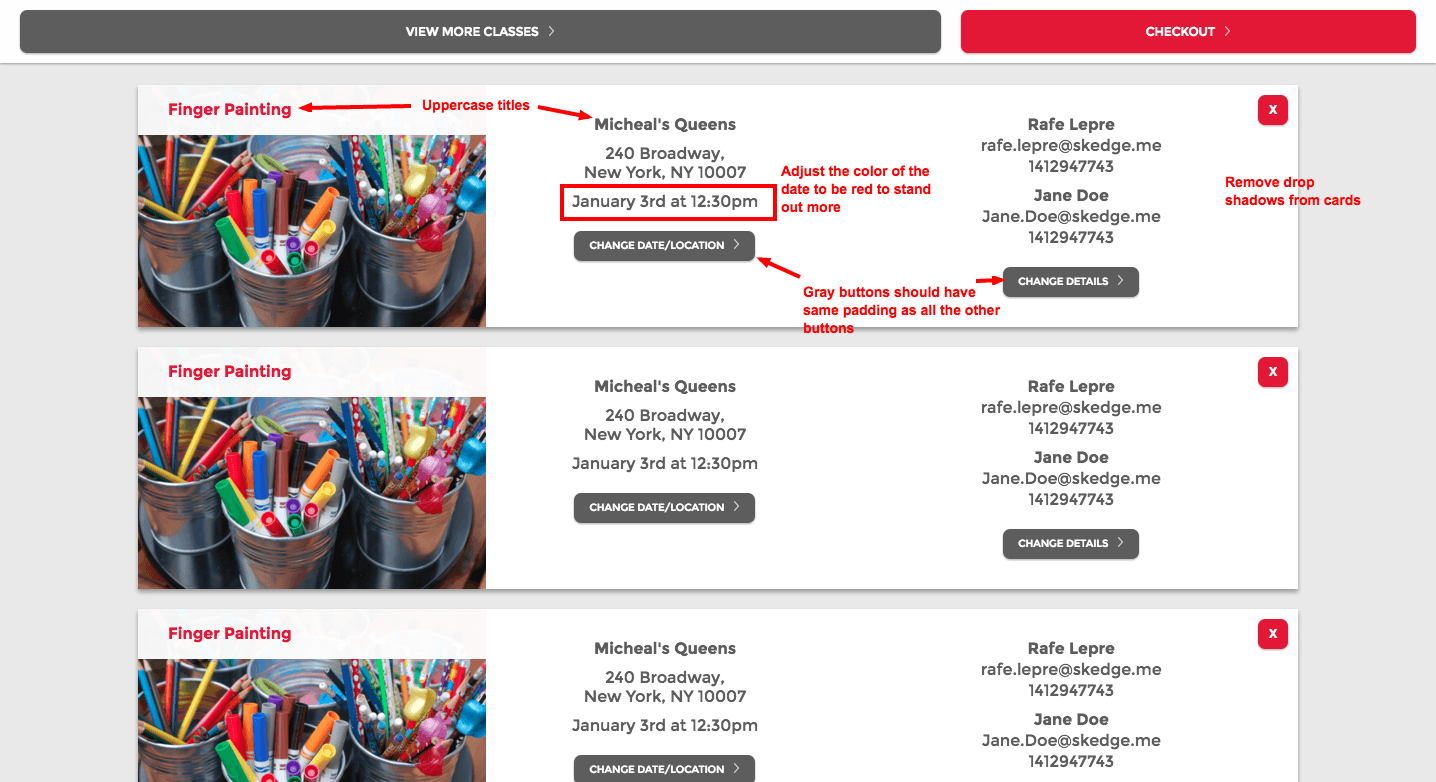 VIEW MORE CLASSES
CHECKOUT
Finger Painting
Uppercase titles
Micheal's Queens
240 Broadway,
New York, NY 10007
January 3rd at 12:30pm
CHANGE DATE/LOCATION
Adjust the color of the
date to be red to stand
out more
Gray buttons should have
same padding as all the other
buttons
Rafe Lepre
rafe.lepre@skedge.me
1412947743
Jane Doe
Jane.Doe@skedge.me
1412947743
CHANGE DETAILS
X
Remove drop
shadows from cards
Finger Painting
Micheal's Queens
240 Broadway,
New York, NY 10007
January 3rd at 12:30pm
CHANGE DATE/LOCATION
Rafe Lepre
rafe.lepre@skedge.me
1412947743
Jane Doe
Jane.Doe@skedge.me
1412947743
CHANGE DETAILS
X
Finger Painting
Micheal's Queens
240 Broadway,
New York, NY 10007
January 3rd at 12:30pm
CHANGE DATE/LOCATION
Rafe Lepre
rafe.lepre@skedge.me
1412947743
Jane Doe
Jane.Doe@skedge.me
1412947743
X